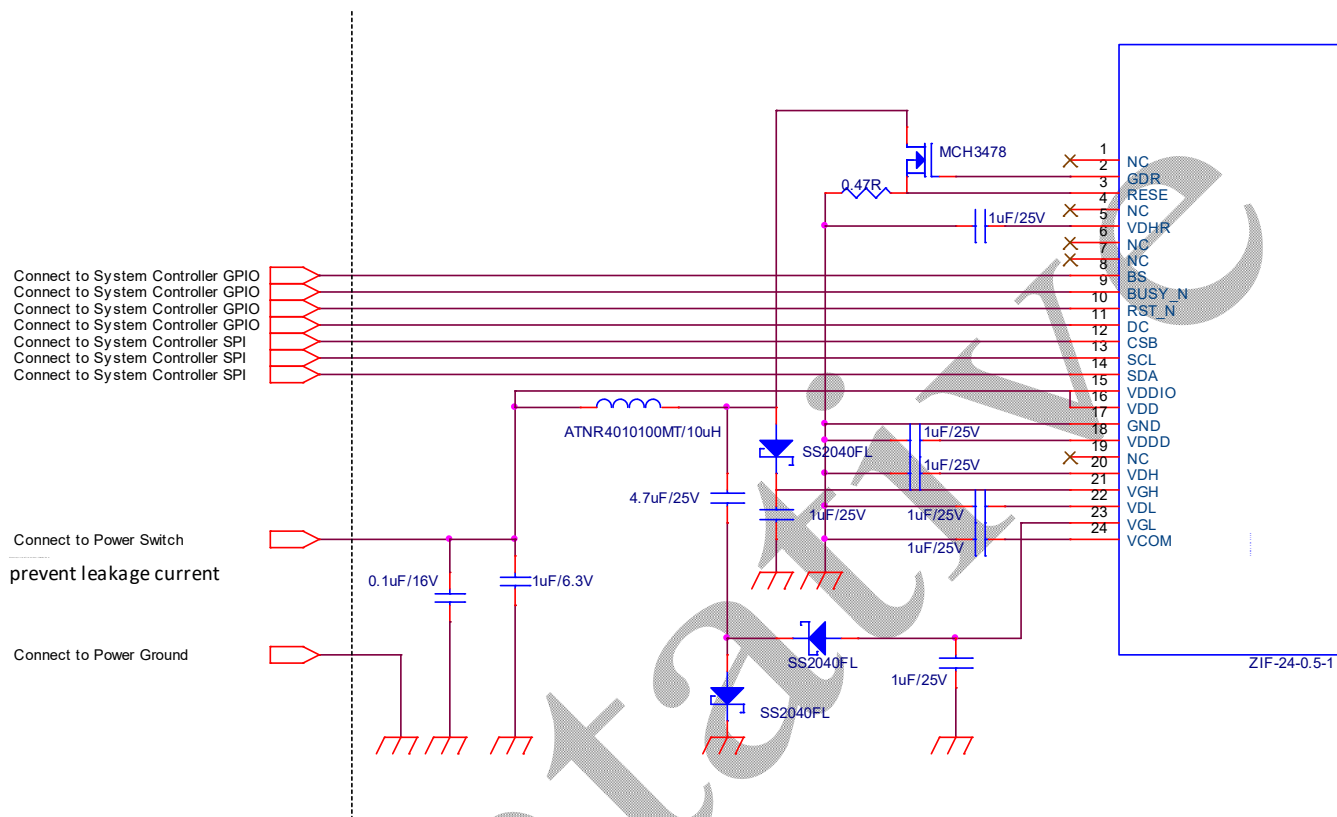 MCH3478
0.47R
1uF/25V
1 NC
2 GDR
3 RESE
4 NC
5 VDHR
6 NC
7 NC
8 BS
9 BUSY_N
10 RST_N
11 DC
12 CSB
13 SCL
14 SDA
15 VDDIO
16 VDD
17 GND
18 VDDD
19 NC
20 VDH
21 VGH
22 VDL
23 VGL
24 VCOM
Connect to System Controller GPIO
Connect to System Controller GPIO
Connect to System Controller GPIO
Connect to System Controller GPIO
Connect to System Controller SPI
Connect to System Controller SPI
Connect to System Controller SPI
ATNR4010100MT/10uH
SS2040FL
1uF/25V
1uF/25V
4.7uF/25V
1uF/25V
1uF/25V
1uF/25V
Connect to Power Switch
prevent leakage current
0.1uF/16V
1uF/6.3V
Connect to Power Ground
SS2040FL
1uF/25V
SS2040FL
ZIF-24-0.5-1
tative